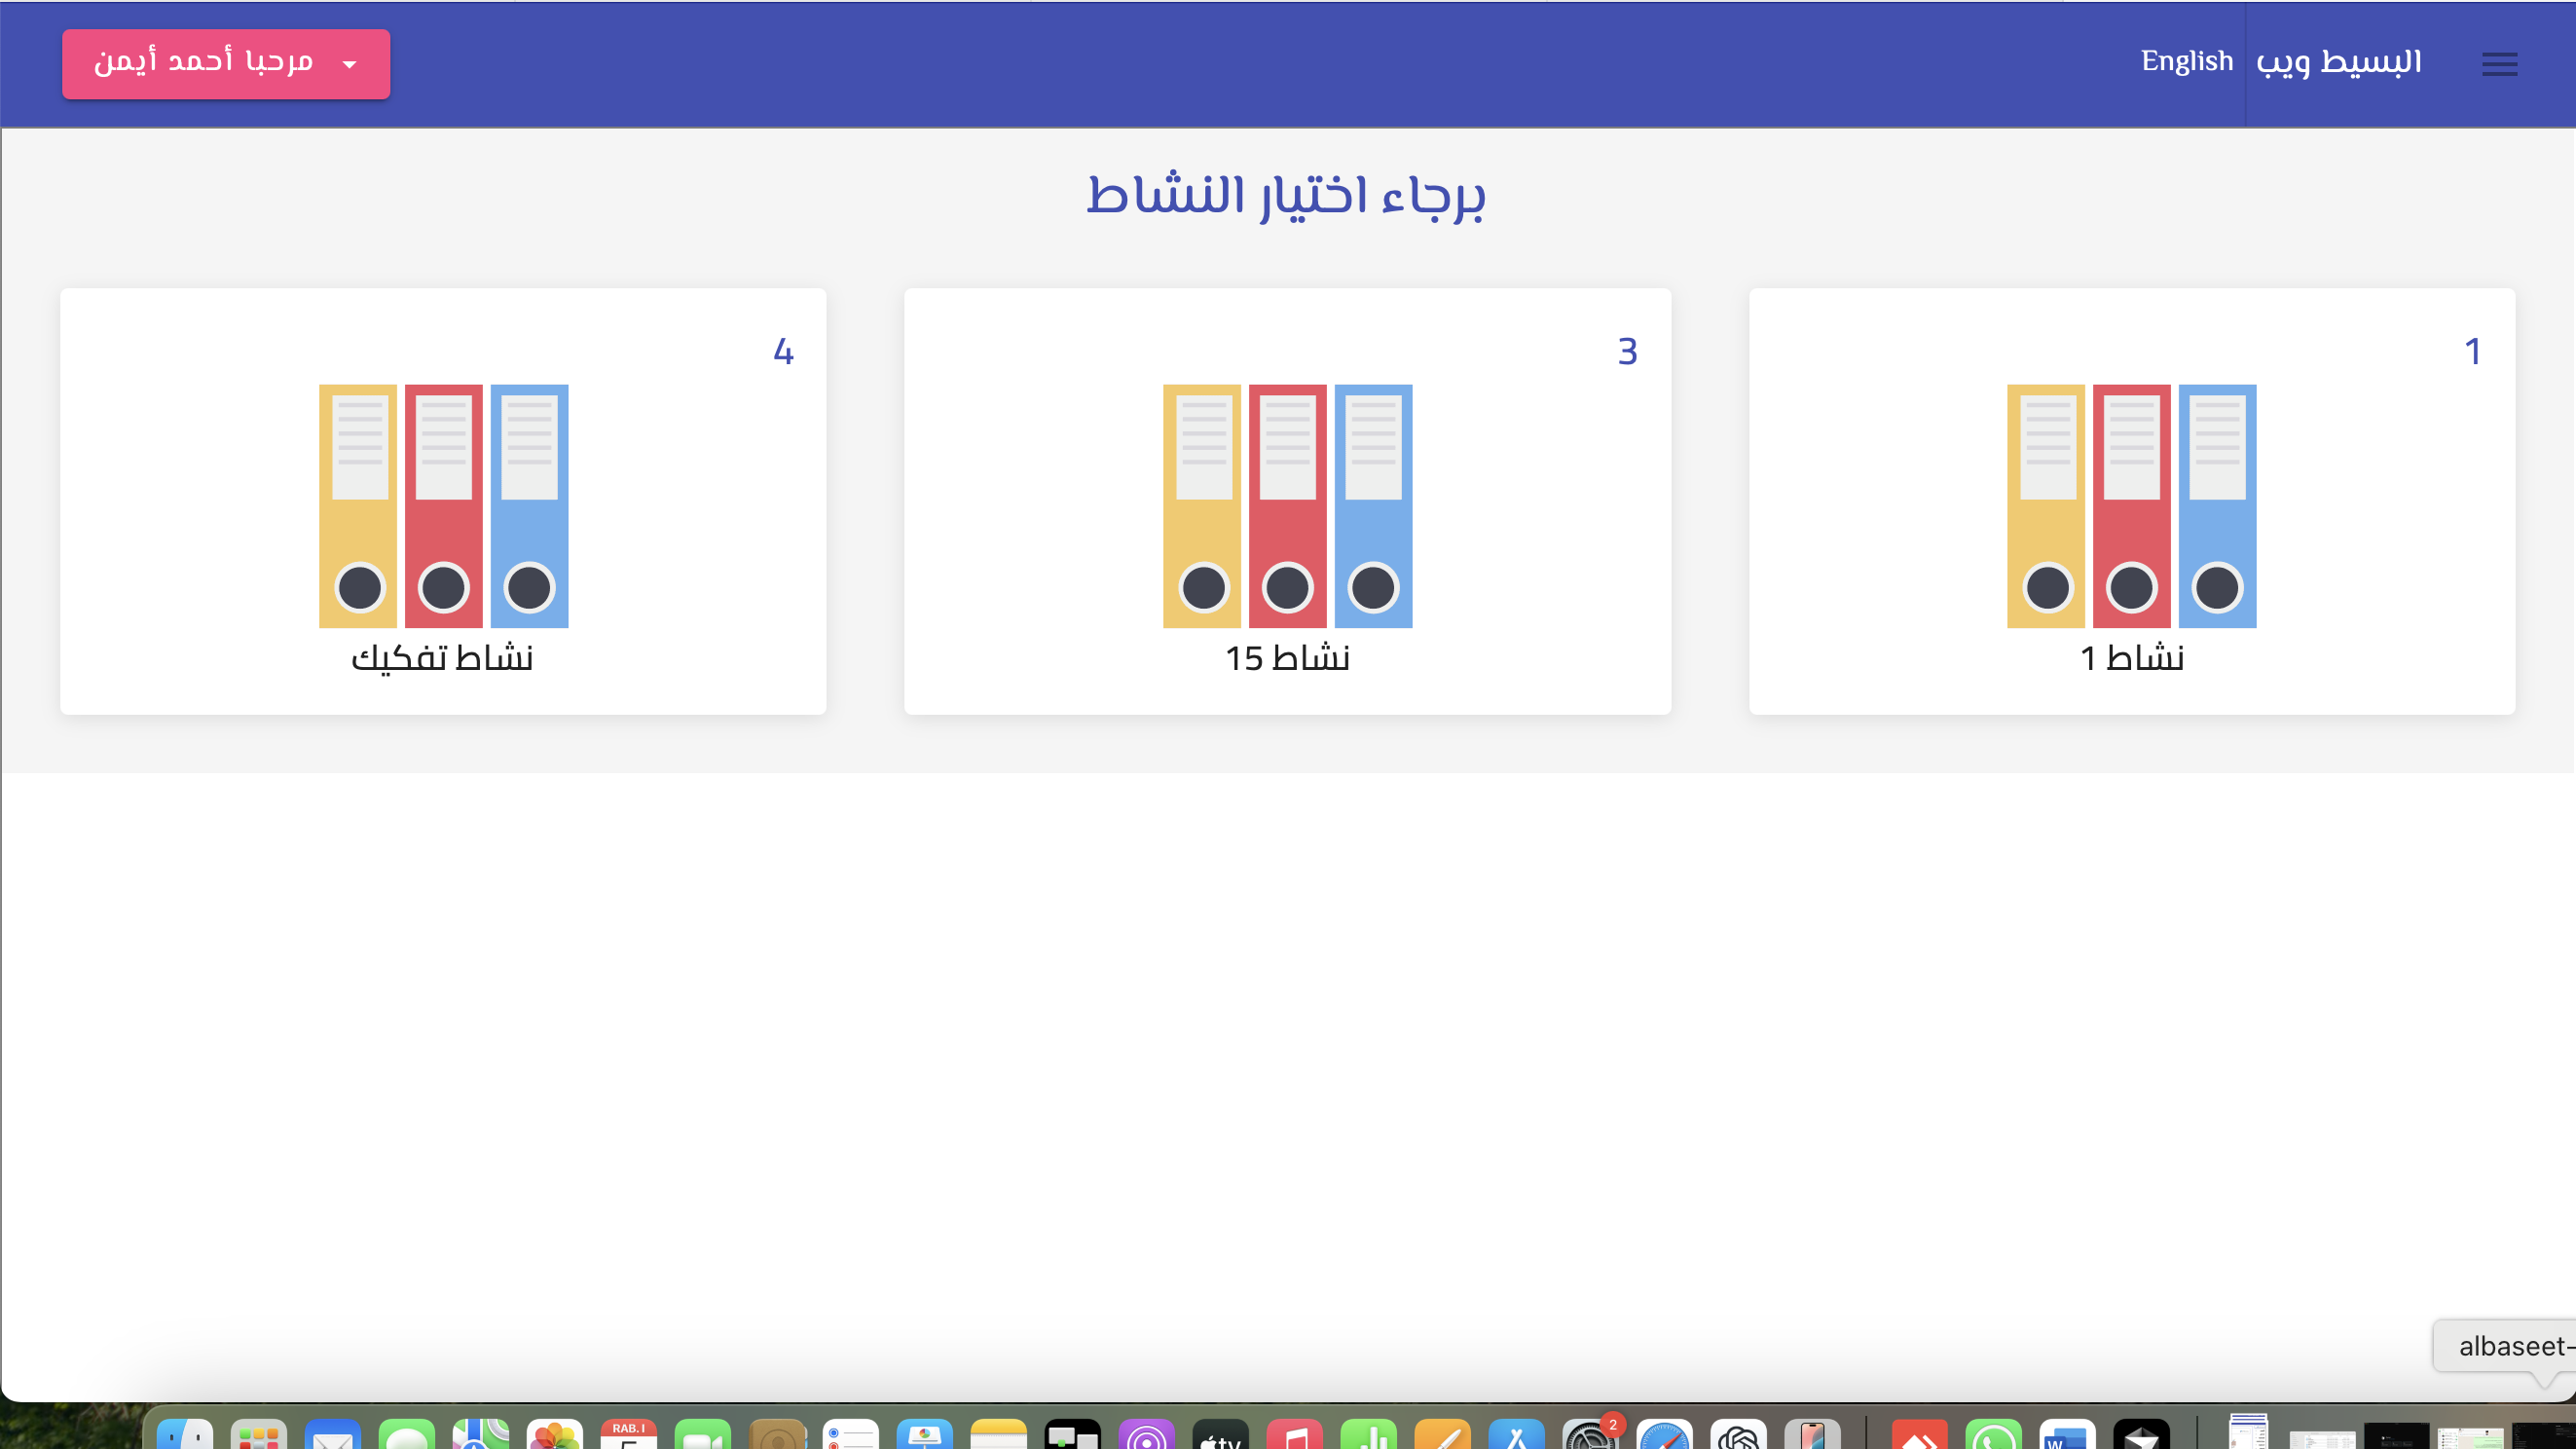 البسيط ويب
English
مرحبا أحمد أيمن
برجاء اختيار النشاط
1
نشاط 1
3
نشاط 15
4
نشاط تفكيك
albaseet-
RAB. I
tv
2
W